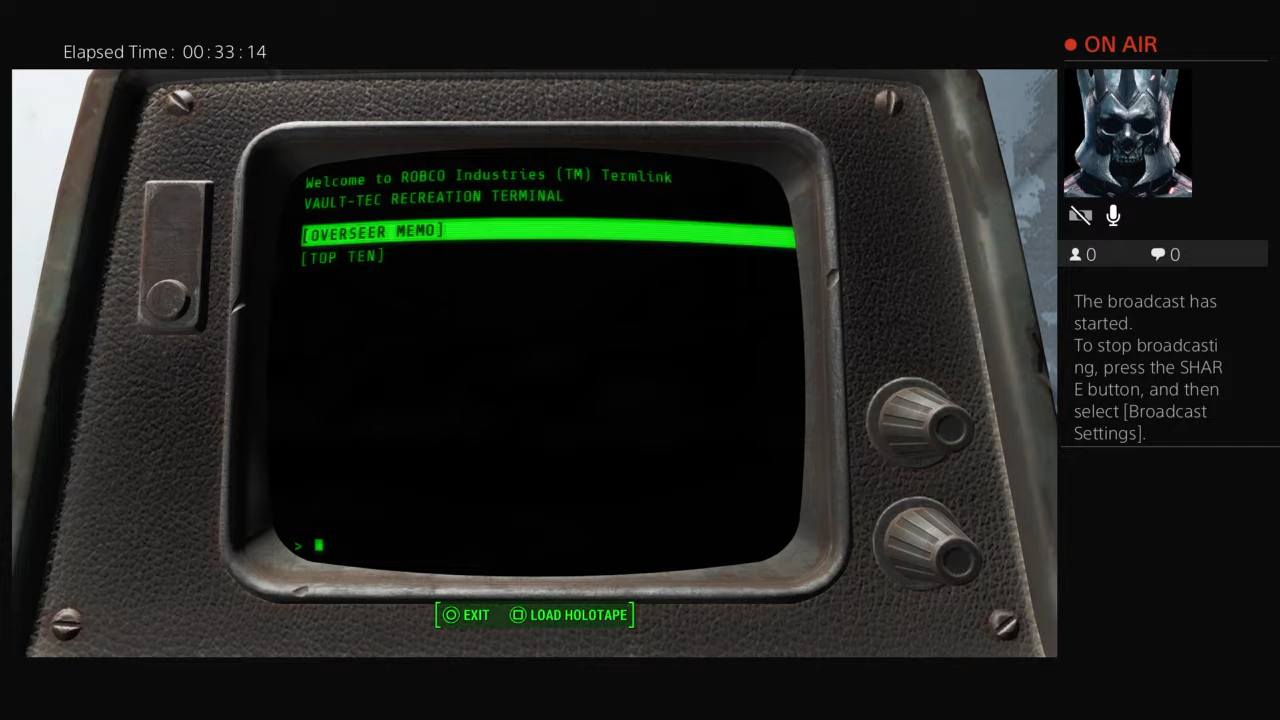 Elapsed Time: 00:33:14
ON AIR
Welcome to ROBCO Industries (TM) Termlink
VAULT-TEC RECREATION TERMINAL
[OVERSEER MEMO]
[TOP TEN]
>
EXIT LOAD HOLOTAPE
0 0
The broadcast has
started.
To stop broadcasti
ng, press the SHAR
E button, and then
select [Broadcast
Settings].